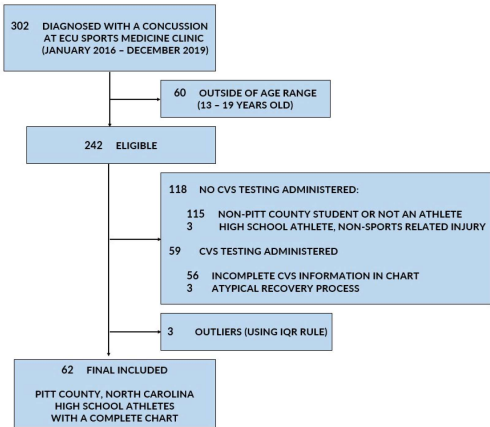 302 DIAGNOSED WITH A CONCUSSION
AT ECU SPORTS MEDICINE CLINIC
(JANUARY 2016 – DECEMBER 2019)
60 OUTSIDE OF AGE RANGE
(13 – 19 YEARS OLD)
242 ELIGIBLE
118 NO CVS TESTING ADMINISTERED:
115 NON-PITT COUNTY STUDENT OR NOT AN ATHLETE
3 HIGH SCHOOL ATHLETE, NON-SPORTS RELATED INJURY
59 CVS TESTING ADMINISTERED
56 INCOMPLETE CVS INFORMATION IN CHART
3 ATYPICAL RECOVERY PROCESS
3 OUTLIERS (USING IQR RULE)
62 FINAL INCLUDED
PITT COUNTY, NORTH CAROLINA
HIGH SCHOOL ATHLETES
WITH A COMPLETE CHART